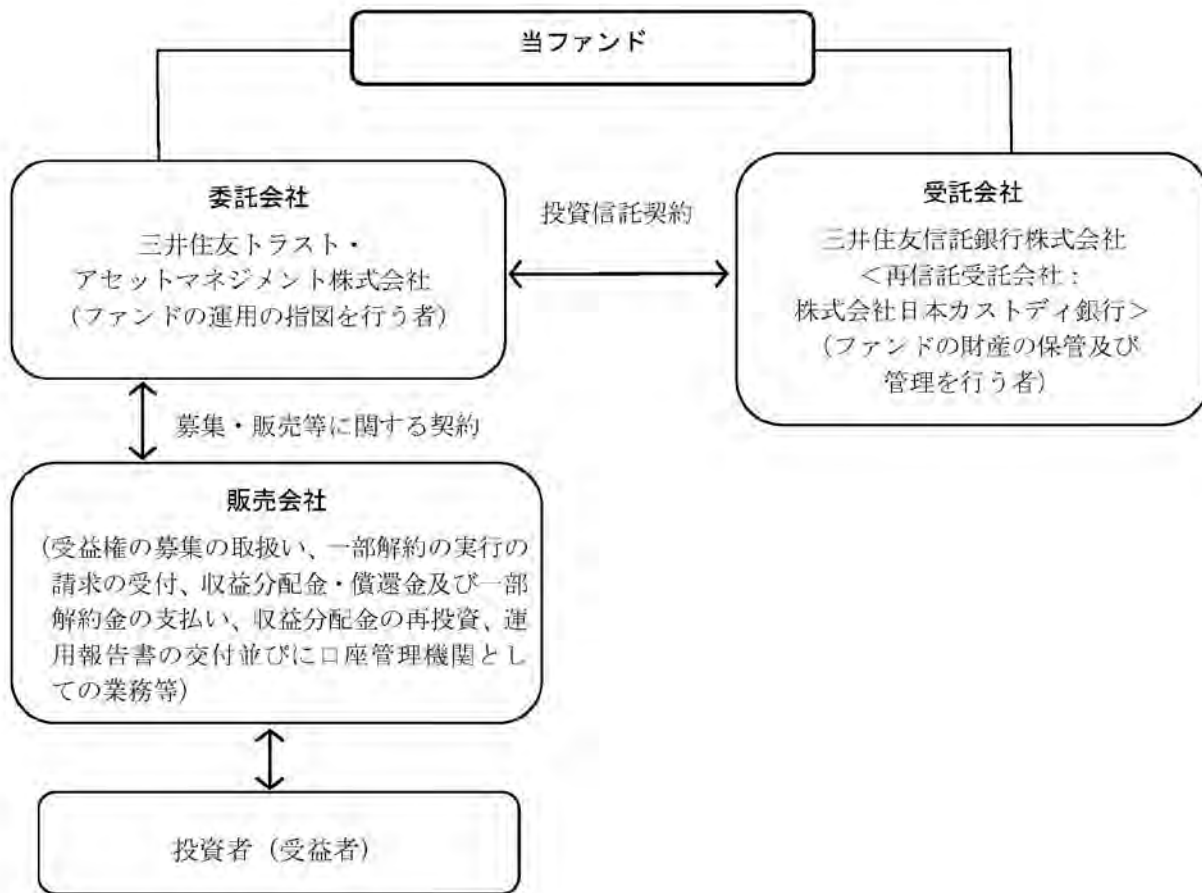 当ファンド
委託会社
三井住友トラスト・
アセットマネジメント株式会社
(ファンドの運用の指図を行う者)
投資信託契約
受託会社
三井住友信託銀行株式会社
<再信託受託会社:
株式会社日本カストディ銀行>
(ファンドの財産の保管及び
管理を行う者)
募集・販売等に関する契約
販売会社
(受益権の募集の取扱い、一部解約の実行の
請求の受付、収益分配金・償還金及び一部
解約金の支払い、収益分配金の再投資、運
用報告書の交付並びに口座管理機関とし
ての業務等)
投資者(受益者)